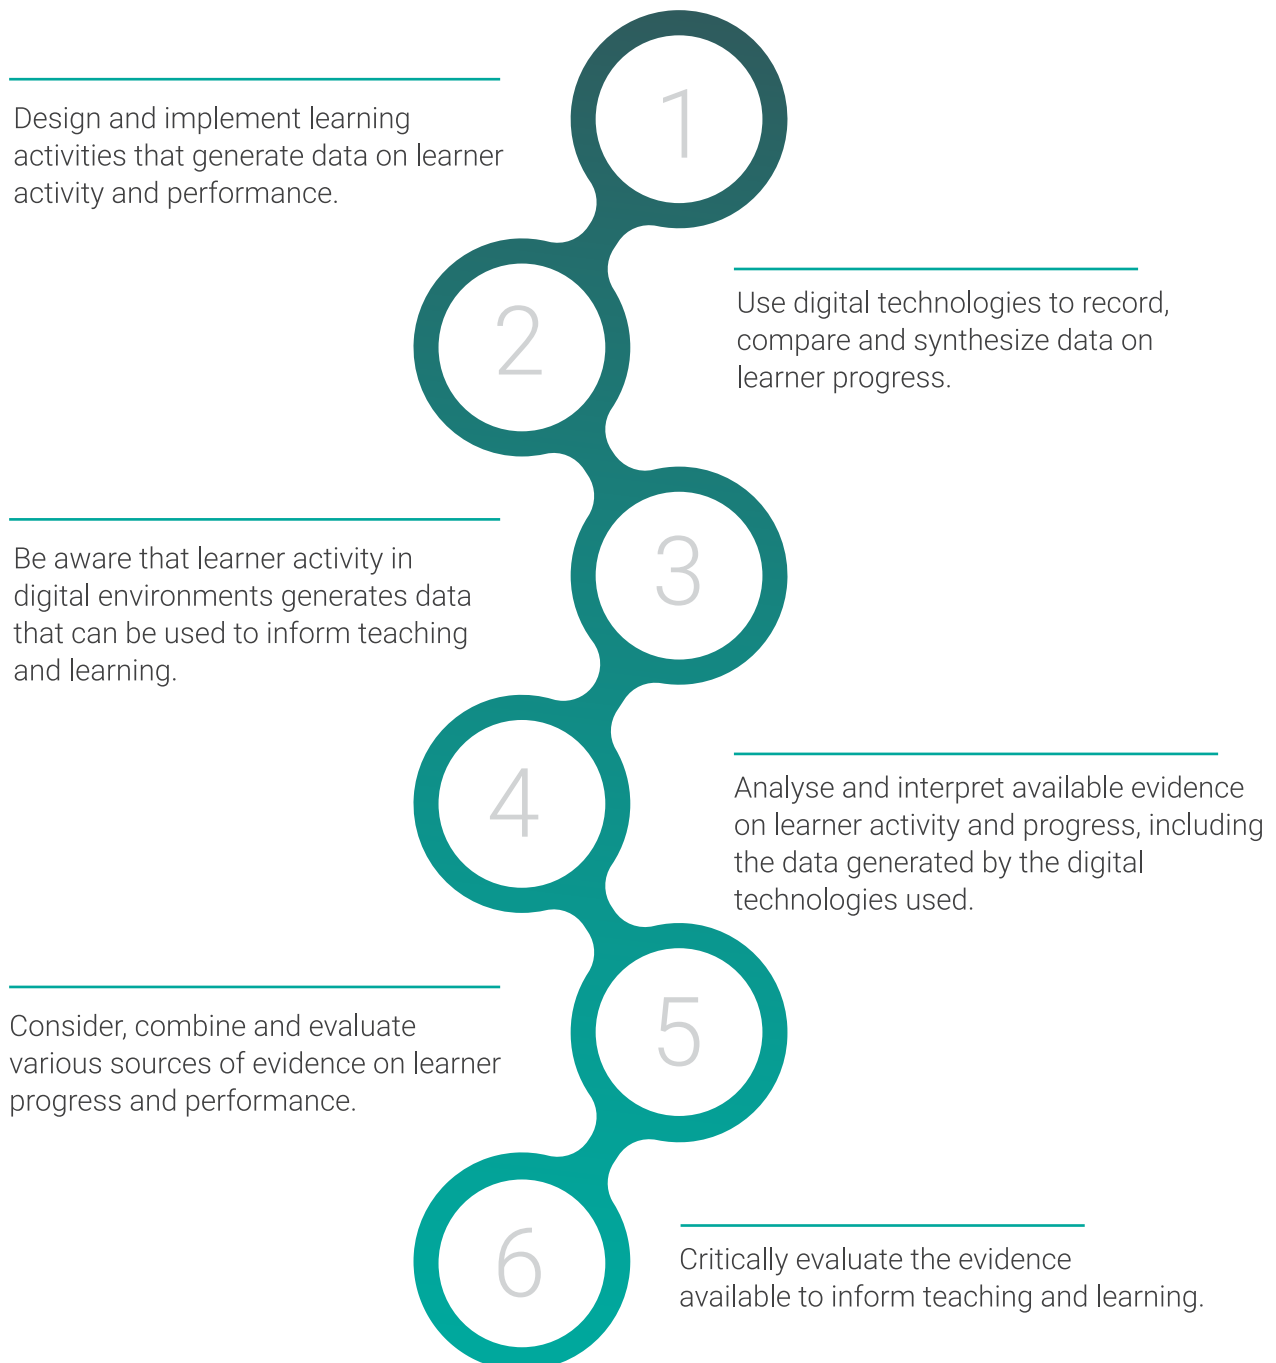 1
Design and implement learning
activities that generate data on learner
activity and performance.
2
Use digital technologies to record,
compare and synthesize data on
learner progress.
3
Be aware that learner activity in
digital environments generates data
that can be used to inform teaching
and learning.
4
Analyse and interpret available evidence
on learner activity and progress, including
the data generated by the digital
technologies used.
5
Consider, combine and evaluate
various sources of evidence on learner
progress and performance.
6
Critically evaluate the evidence
available to inform teaching and learning.